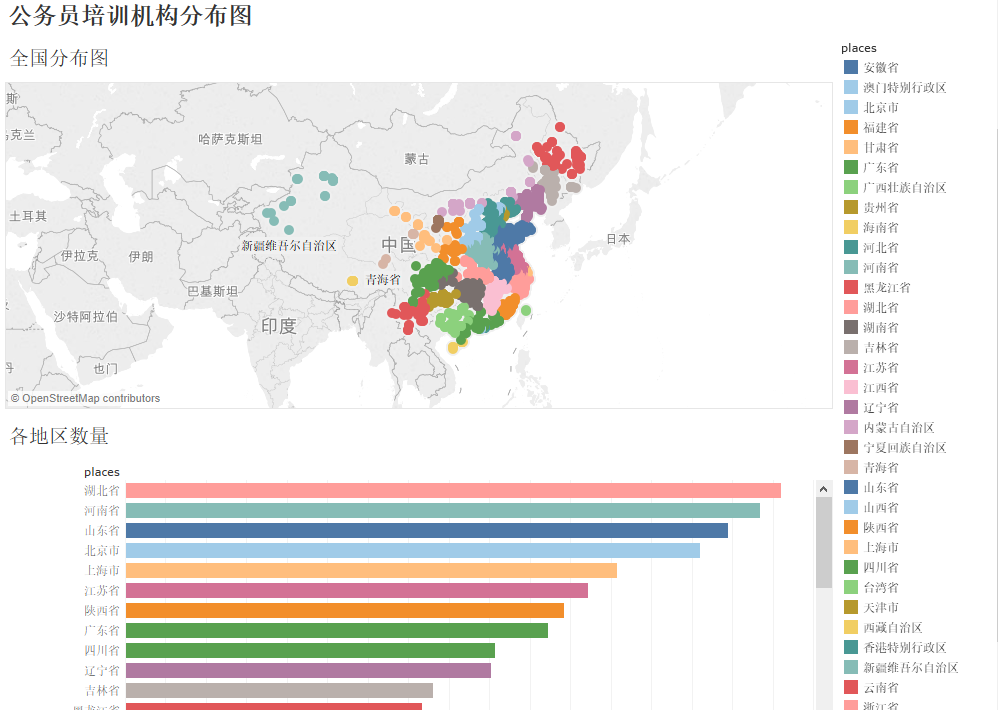 公务员培训机构分布图
全国分布图
斯
克兰
哈萨克斯坦
蒙古
土耳其
伊拉克
伊朗
新疆维吾尔自治区
中国
日本
青海省
巴基斯坦
沙特阿拉伯
印度
也门
丹
© OpenStreetMap contributors
各地区数量
places
湖北省
河南省
山东省
北京市
上海市
江苏省
陕西省
广东省
四川省
辽宁省
吉林省
黑龙江省
places
安徽省
澳门特别行政区
北京市
福建省
甘肃省
广东省
广西壮族自治区
贵州省
海南省
河北省
河南省
黑龙江省
湖北省
湖南省
吉林省
江苏省
江西省
辽宁省
内蒙古自治区
宁夏回族自治区
青海省
山东省
山西省
陕西省
上海市
四川省
台湾省
天津市
西藏自治区
香港特别行政区
新疆维吾尔自治区
云南省
浙江省